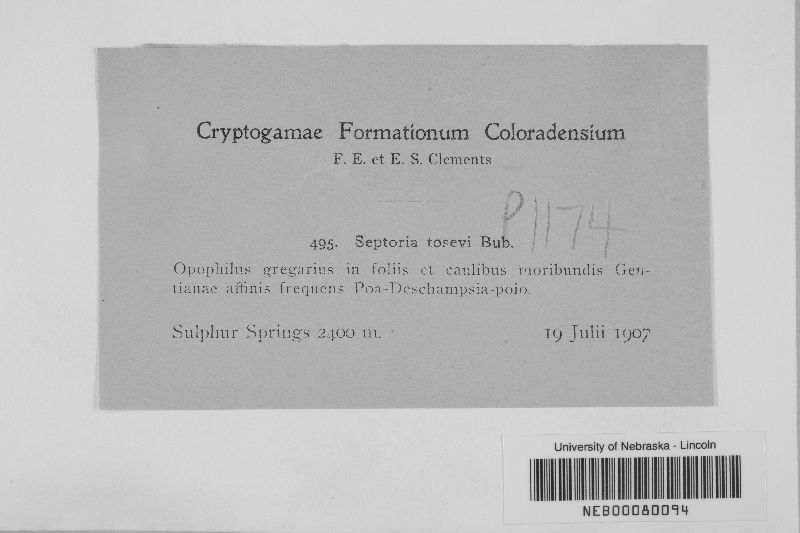 Cryptogamae Formationum Coloradensium
F. E. et E. S. Clements
P1174
495. Septoria tosevi Bub.
Opophilus gregarius in foliis et caulibus moribundis Gen-
tianae affinis frequens Poa-Deschampsia-poio.
Sulphur Springs 2400 m. 19 Julii 1907
University of Nebraska - Lincoln
NEB00080094